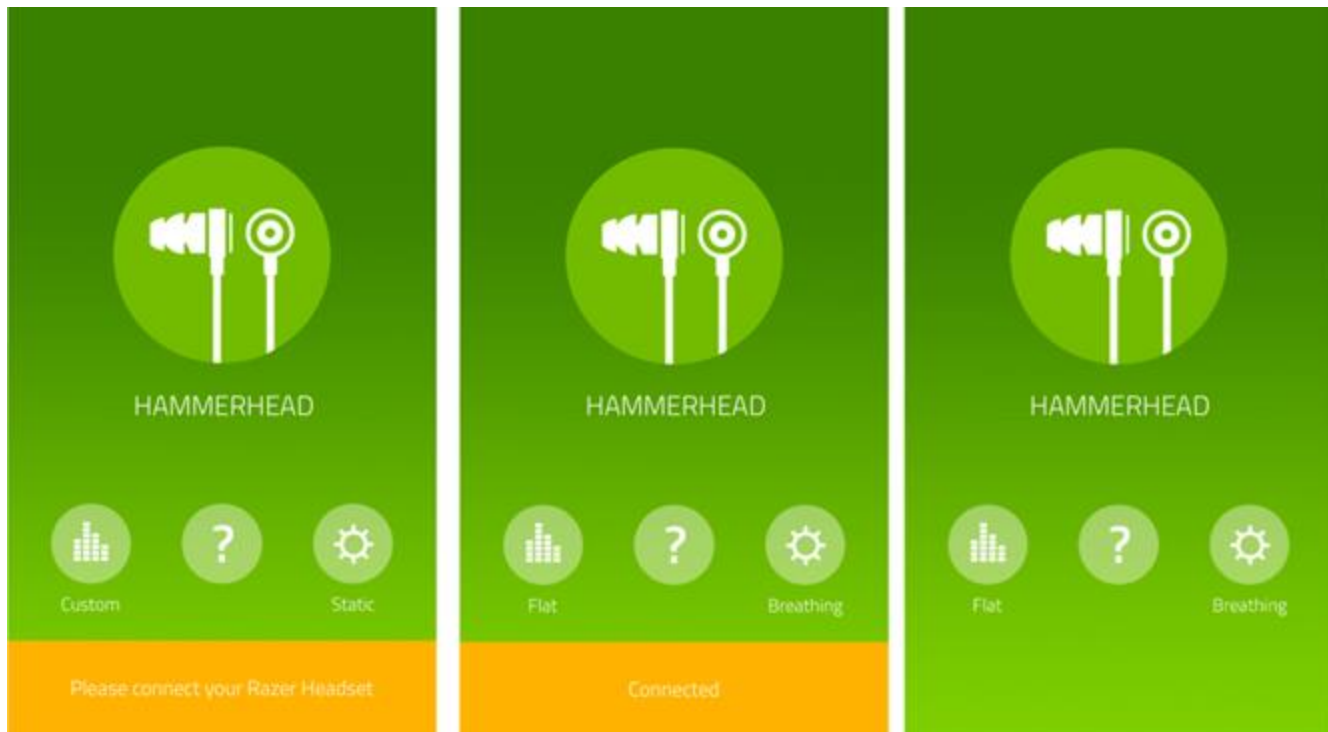 HAMMERHEAD
?
Custom
Static
Please connect your Razer Headset
HAMMERHEAD
?
Flat
Breathing
Connected
HAMMERHEAD
?
Flat
Breathing